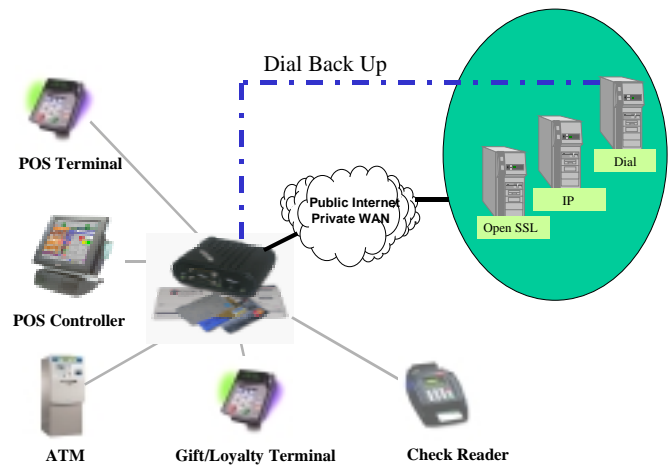 Dial Back Up
POS Terminal
Dial
IP
Open SSL
Public Internet
Private WAN
POS Controller
ATM
Gift/Loyalty Terminal
Check Reader